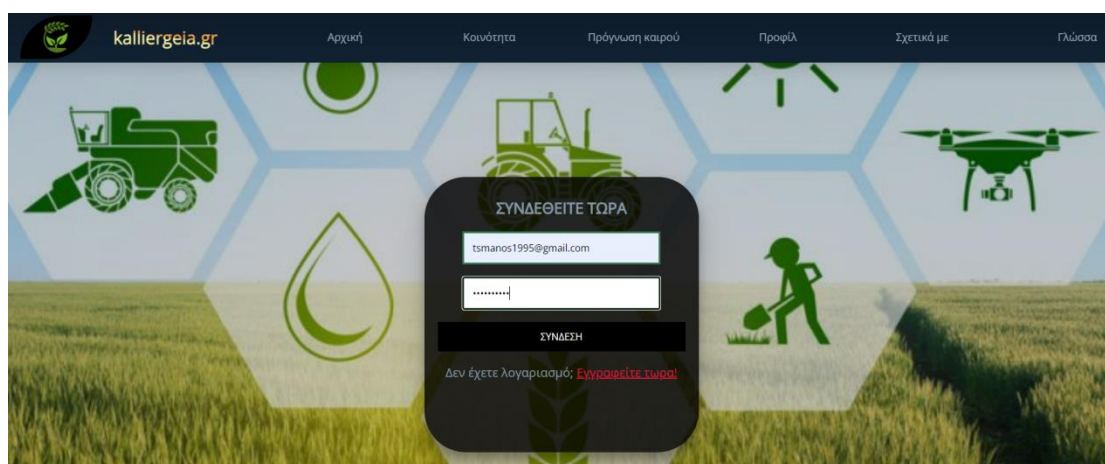 kalliergeia.gr Αρχική Κοινότητα Πρόγνωση καιρού Προφίλ Σχετικά με Γλώσσα
ΣΥΝΔΕΘΕΙΤΕ ΤΩΡΑ
tsmanos1995@gmail.com
••••••••••
ΣΥΝΔΕΣΗ
Δεν έχετε λογαριασμό; Εγγραφείτε τωρα!